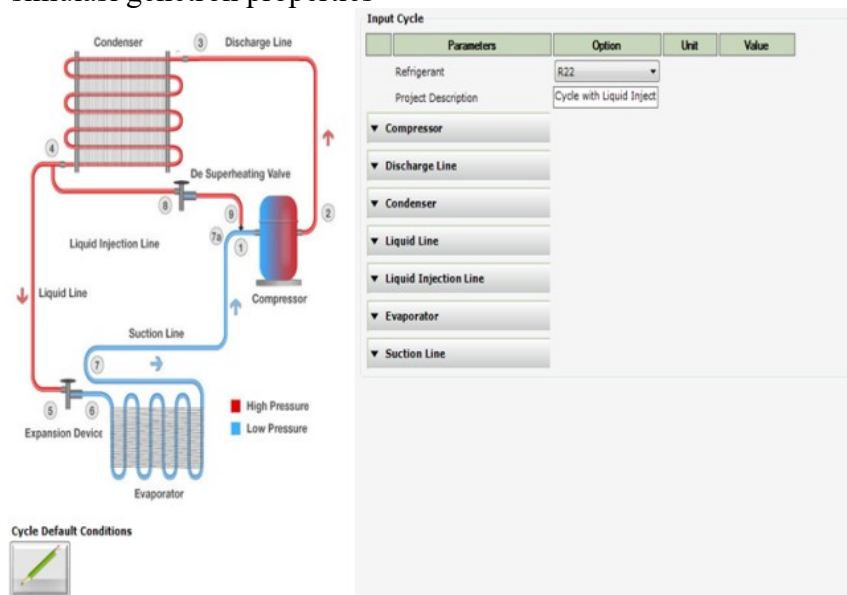 simulasi genetron properties
Input Cycle
Parameters Option Unit Value
Refrigerant R22
Project Description Cycle with Liquid Inject
▼ Compressor
▼ Discharge Line
▼ Condenser
▼ Liquid Line
▼ Liquid Injection Line
▼ Evaporator
▼ Suction Line
Condenser 3 Discharge Line
4
De Superheating Valve
8
9
2
7a
1
Liquid Injection Line
Liquid Line
Compressor
Suction Line
7
5 6
High Pressure
Low Pressure
Expansion Device
Evaporator
Cycle Default Conditions